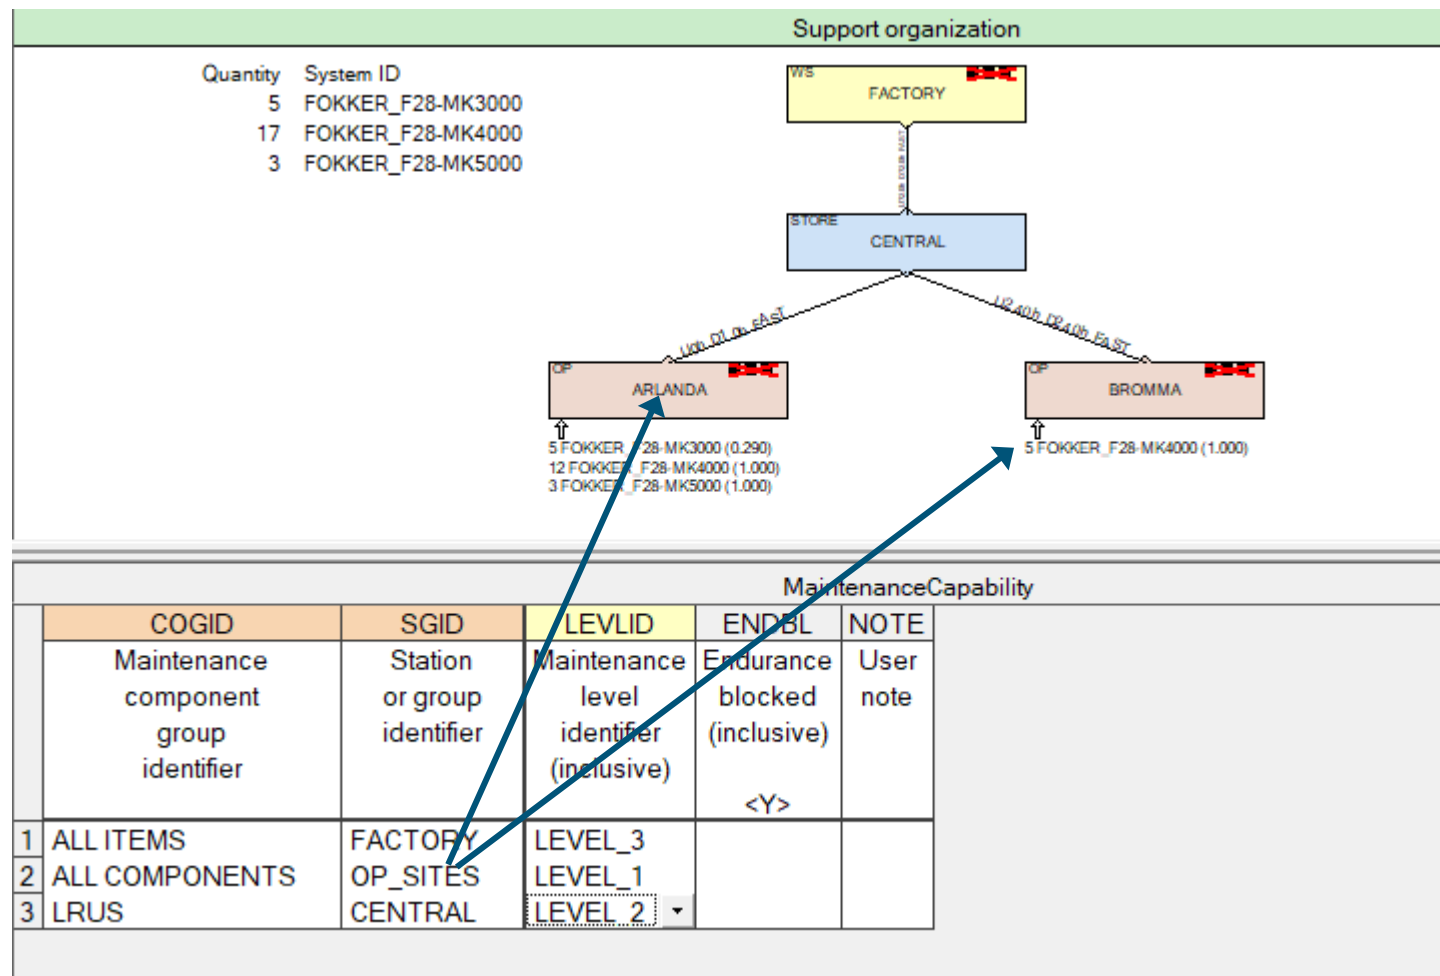 Support organization
Quantity System ID
5 FOKKER_F28-MK3000
17 FOKKER_F28-MK4000
3 FOKKER_F28-MK5000
WS
FACTORY
STORE
CENTRAL
FAST
FAST
OP
ARLANDA
OP
BROMMA
5 FOKKER_F28-MK3000 (0.290)
12 FOKKER_F28-MK4000 (1.000)
3 FOKKER_F28-MK5000 (1.000)
5 FOKKER_F28-MK4000 (1.000)
MaintenanceCapability
COGID SGID LEVLID ENDBL NOTE
Maintenance component group identifier
Station or group identifier
Maintenance level identifier (inclusive)
Endurance blocked (inclusive) <Y>
User note
1 ALL ITEMS FACTORY LEVEL_3
2 ALL COMPONENTS OP_SITES LEVEL_1
3 LRUS CENTRAL LEVEL_2